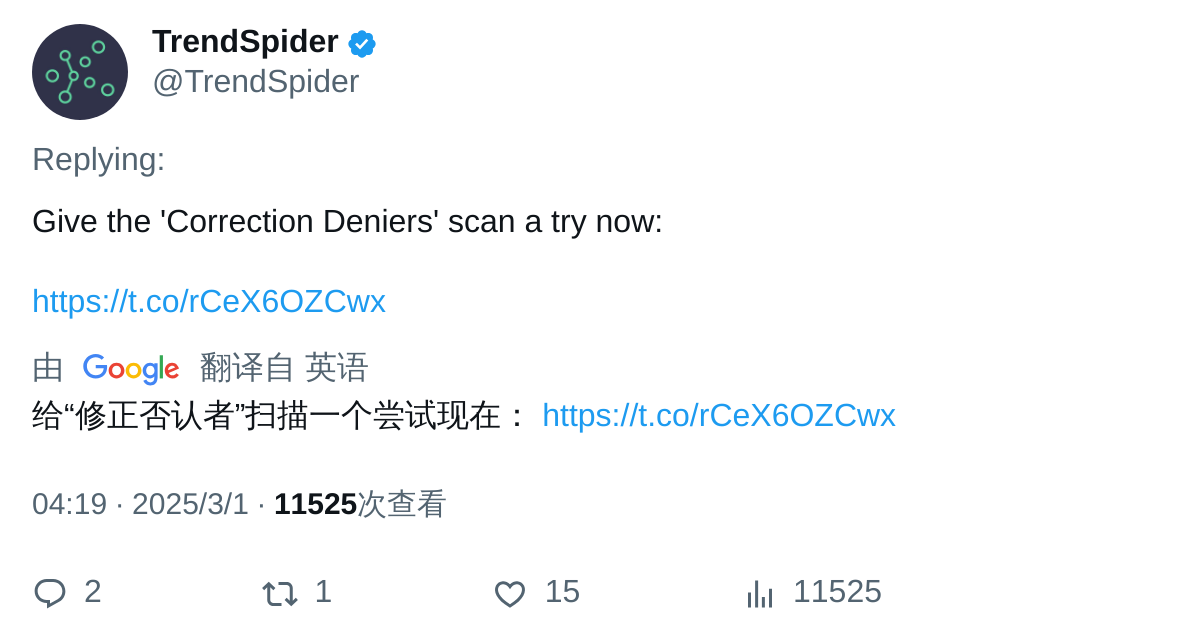 TrendSpider
@TrendSpider
Replying:
Give the 'Correction Deniers' scan a try now:
https://t.co/rCeX6OZCwx
由 Google 翻译自 英语
给“修正否认者”扫描一个尝试现在： https://t.co/rCeX6OZCwx
04:19 · 2025/3/1 · 11525次查看
2 1 15 11525